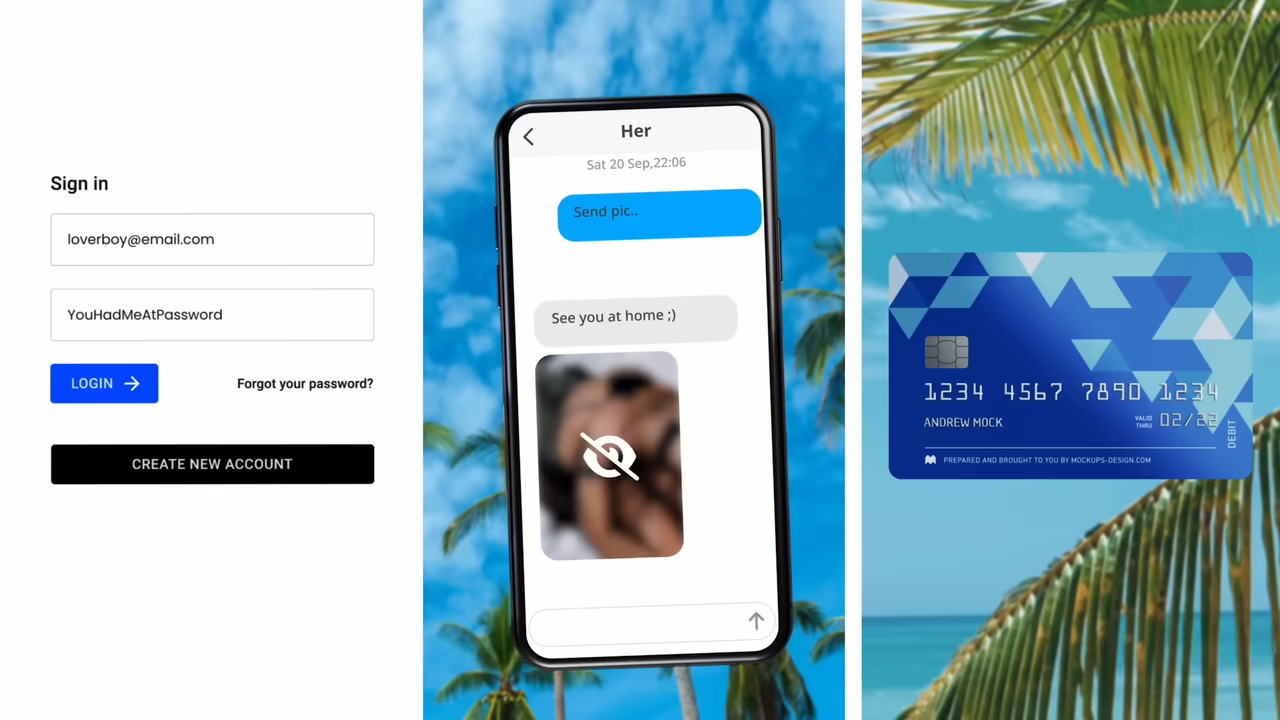 Sign in
loverboy@email.com
YouHadMeAtPassword
LOGIN
Forgot your password?
CREATE NEW ACCOUNT
Her
Sat 20 Sep,22:06
Send pic..
See you at home ;)
1234 4567 7890 1234
ANDREW MOCK
VALID THRU 02/22
DEBIT
PREPARED AND BROUGHT TO YOU BY MOCKUPS-DESIGN.COM